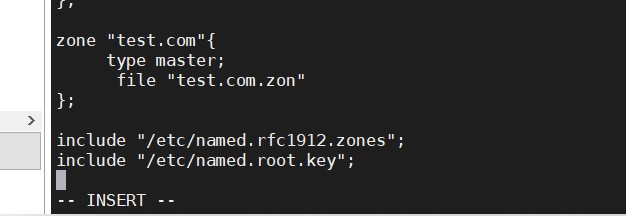 };
zone "test.com"{
type master;
file "test.com.zon"
};
include "/etc/named.rfc1912.zones";
include "/etc/named.root.key";
-- INSERT --